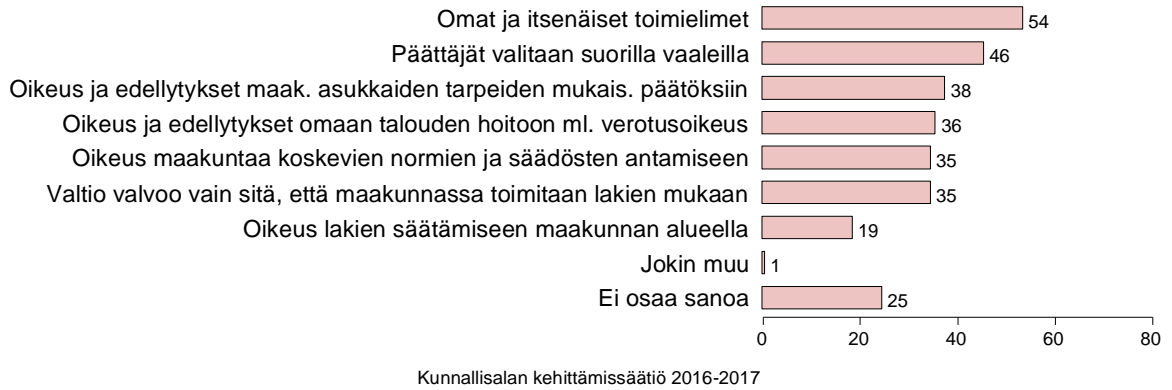 Omat ja itsenäiset toimielimet 54
Päättäjät valitaan suorilla vaaleilla 46
Oikeus ja edellytykset maak. asukkaiden tarpeiden mukais. päätöksiin 38
Oikeus ja edellytykset omaan talouden hoitoon ml. verotusoikeus 36
Oikeus maakuntaa koskevien normien ja säädösten antamiseen 35
Valtio valvoo vain sitä, että maakunnassa toimitaan lakien mukaan 35
Oikeus lakien säätämiseen maakunnan alueella 19
Jokin muu 1
Ei osaa sanoa 25
0 20 40 60 80
Kunnallisalan kehittämissäätiö 2016-2017